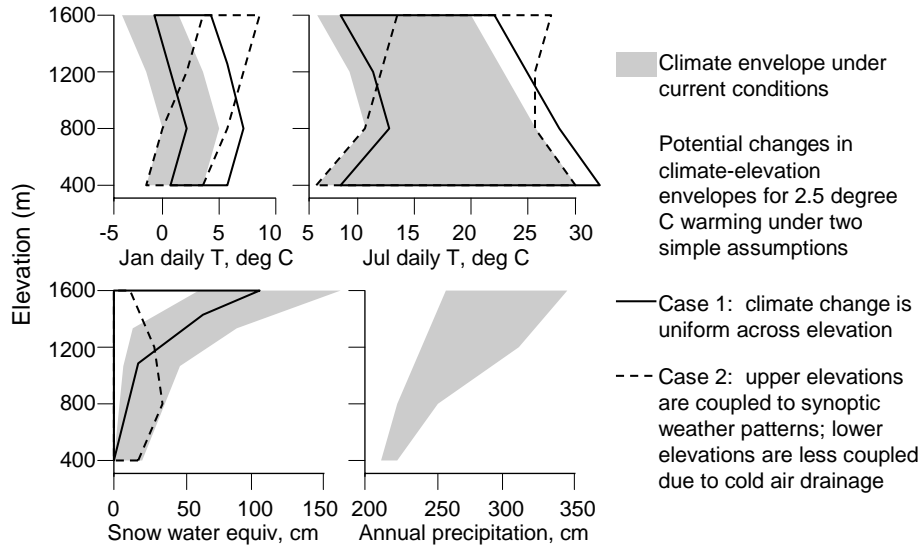 Elevation (m)
1600
1200
800
400
-5 0 5 10
Jan daily T, deg C
5 10 15 20 25 30
Jul daily T, deg C
1600
1200
800
400
0 50 100 150
Snow water equiv, cm
200 250 300 350
Annual precipitation, cm
Climate envelope under
current conditions
Potential changes in
climate-elevation
envelopes for 2.5 degree
C warming under two
simple assumptions
Case 1: climate change is
uniform across elevation
Case 2: upper elevations
are coupled to synoptic
weather patterns; lower
elevations are less coupled
due to cold air drainage